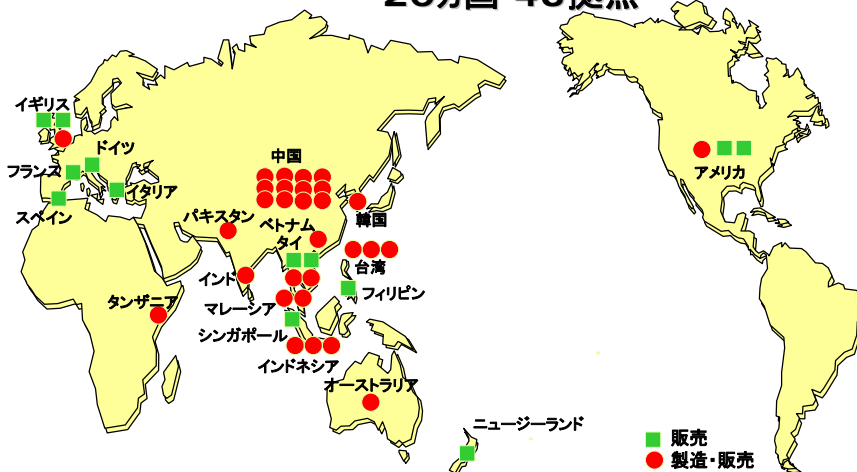 イギリス
ドイツ
フランス
イタリア
スペイン
中国
パキスタン
ベトナム
タイ
韓国
台湾
インド
フィリピン
マレーシア
タンザニア
シンガポール
インドネシア
オーストラリア
ニュージーランド
アメリカ
販売
製造・販売